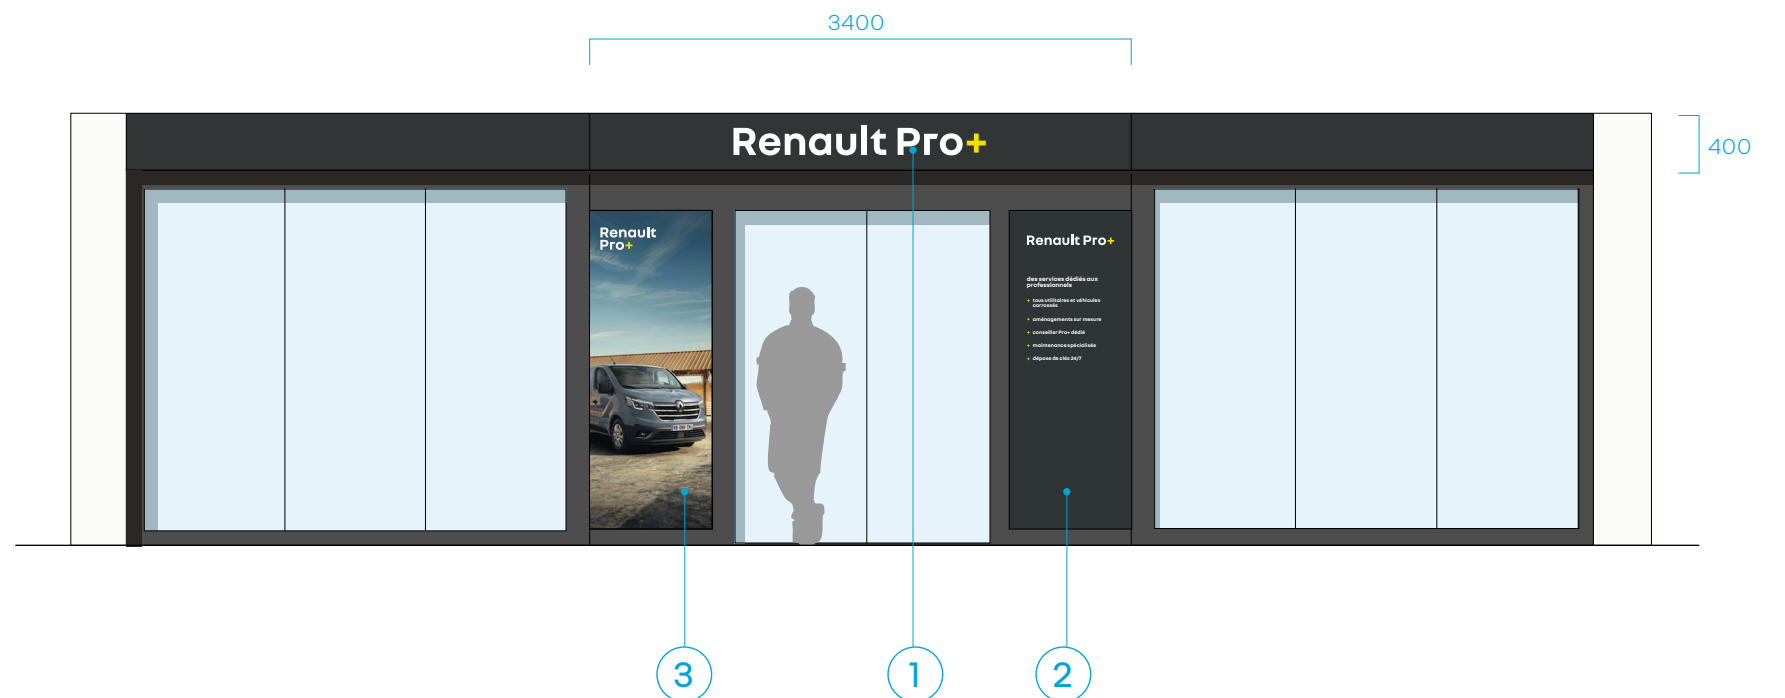 3400
Renault Pro+
400
Renault
Pro+
Renault Pro+
des services dédiés aux
professionnels
+ tous utilitaires et véhicules
carrossés
+ aménagements sur mesure
+ conseiller Pro+ dédié
+ maintenance spécialisée
+ dépose de clés 24/7
3
1
2